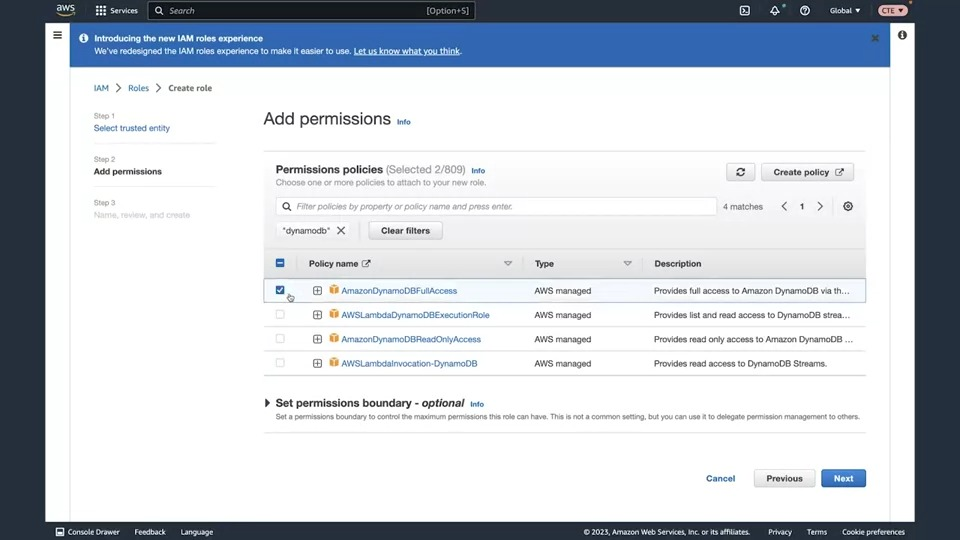 aws
Services
Search
[Option+S]
Global
CTE
Introducing the new IAM roles experience
We've redesigned the IAM roles experience to make it easier to use. Let us know what you think.
IAM
Roles
Create role
Step 1
Select trusted entity
Step 2
Add permissions
Step 3
Name, review, and create
Add permissions Info
Permissions policies (Selected 2/809) Info
Choose one or more policies to attach to your new role.
Create policy
Filter policies by property or policy name and press enter.
4 matches
1
"dynamodb"
Clear filters
Policy name
Type
Description
AmazonDynamoDBFullAccess AWS managed Provides full access to Amazon DynamoDB via th...
AWSLambdaDynamoDBExecutionRole AWS managed Provides list and read access to DynamoDB strea...
AmazonDynamoDBReadOnlyAccess AWS managed Provides read only access to Amazon DynamoDB ...
AWSLambdaInvocation-DynamoDB AWS managed Provides read access to DynamoDB Streams.
Set permissions boundary - optional Info
Set a permissions boundary to control the maximum permissions this role can have. This is not a common setting, but you can use it to delegate permission management to others.
Cancel
Previous
Next
Console Drawer
Feedback
Language
© 2023, Amazon Web Services, Inc. or its affiliates.
Privacy
Terms
Cookie preferences